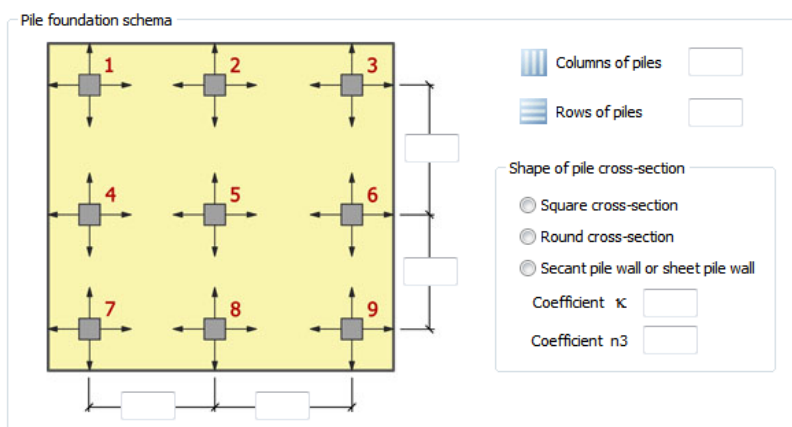 Pile foundation schema
1 2 3
4 5 6
7 8 9
Columns of piles
Rows of piles
Shape of pile cross-section
Square cross-section
Round cross-section
Secant pile wall or sheet pile wall
Coefficient κ
Coefficient n3